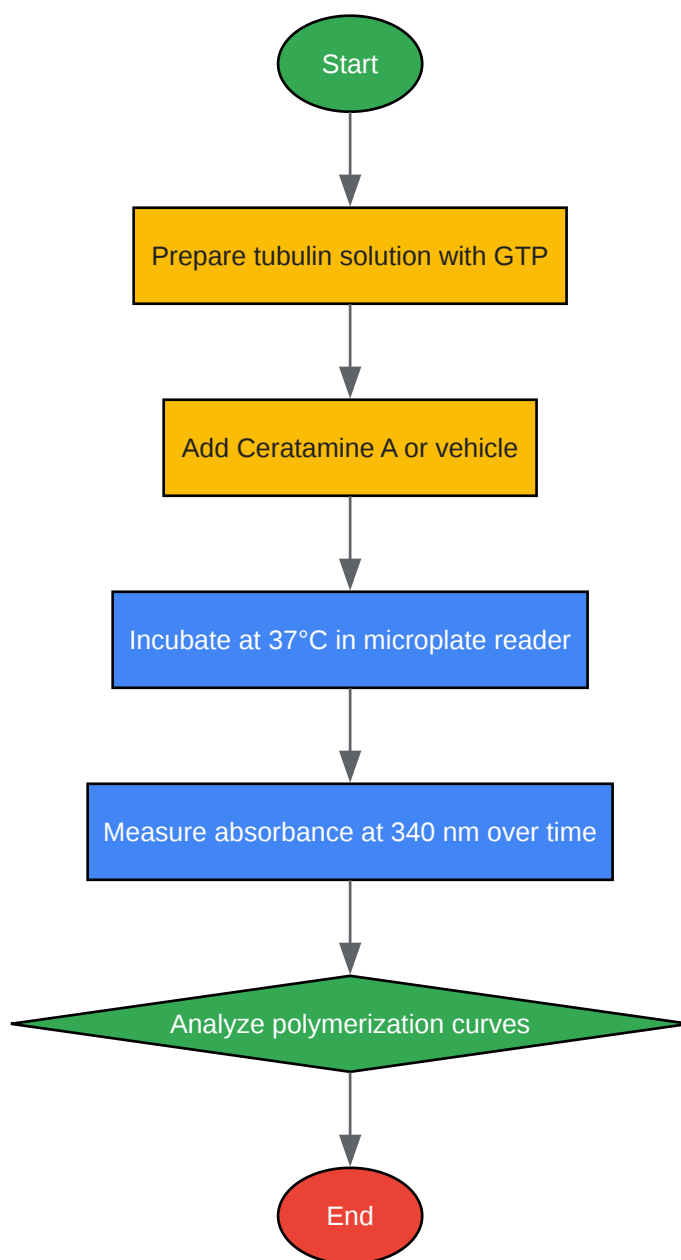 Start
Prepare tubulin solution with GTP
Add Ceratamine A or vehicle
Incubate at 37°C in microplate reader
Measure absorbance at 340 nm over time
Analyze polymerization curves
End